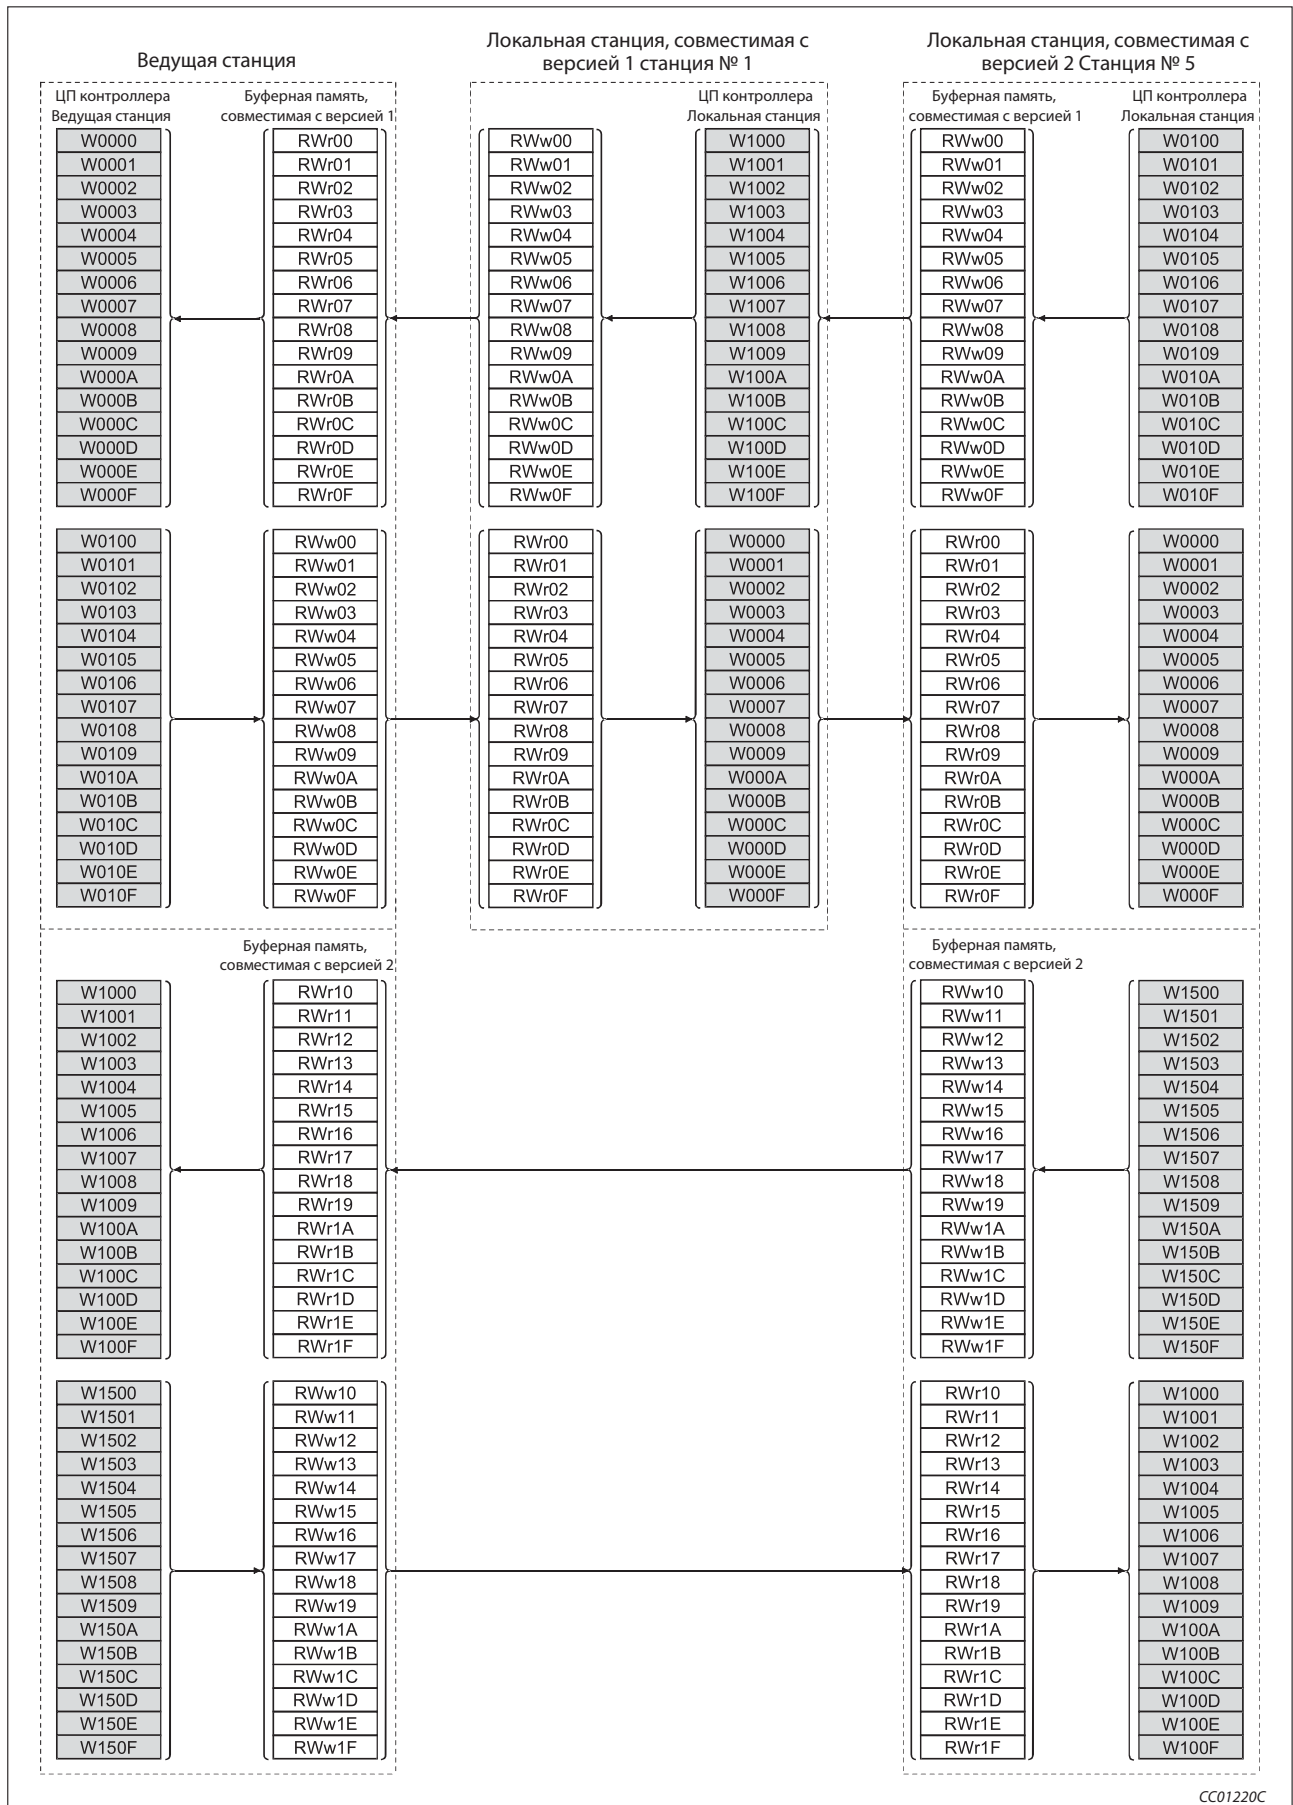 Ведущая станция
Локальная станция, совместимая с
версией 1 станция № 1
Локальная станция, совместимая с
версией 2 Станция № 5
ЦП контроллера
Ведущая станция
Буферная память,
совместимая с версией 1
ЦП контроллера
Локальная станция
Буферная память,
совместимая с версией 1
ЦП контроллера
Локальная станция
W0000 RWr00 RWw00 W1000 RWw00 W0100
W0001 RWr01 RWw01 W1001 RWw01 W0101
W0002 RWr02 RWw02 W1002 RWw02 W0102
W0003 RWr03 RWw03 W1003 RWw03 W0103
W0004 RWr04 RWw04 W1004 RWw04 W0104
W0005 RWr05 RWw05 W1005 RWw05 W0105
W0006 RWr06 RWw06 W1006 RWw06 W0106
W0007 RWr07 RWw07 W1007 RWw07 W0107
W0008 RWr08 RWw08 W1008 RWw08 W0108
W0009 RWr09 RWw09 W1009 RWw09 W0109
W000A RWr0A RWw0A W100A RWw0A W010A
W000B RWr0B RWw0B W100B RWw0B W010B
W000C RWr0C RWw0C W100C RWw0C W010C
W000D RWr0D RWw0D W100D RWw0D W010D
W000E RWr0E RWw0E W100E RWw0E W010E
W000F RWr0F RWw0F W100F RWw0F W010F
W0100 RWw00 RWr00 W0000 RWr00 W0000
W0101 RWw01 RWr01 W0001 RWr01 W0001
W0102 RWw02 RWr02 W0002 RWr02 W0002
W0103 RWw03 RWr03 W0003 RWr03 W0003
W0104 RWw04 RWr04 W0004 RWr04 W0004
W0105 RWw05 RWr05 W0005 RWr05 W0005
W0106 RWw06 RWr06 W0006 RWr06 W0006
W0107 RWw07 RWr07 W0007 RWr07 W0007
W0108 RWw08 RWr08 W0008 RWr08 W0008
W0109 RWw09 RWr09 W0009 RWr09 W0009
W010A RWw0A RWr0A W000A RWr0A W000A
W010B RWw0B RWr0B W000B RWr0B W000B
W010C RWw0C RWr0C W000C RWr0C W000C
W010D RWw0D RWr0D W000D RWr0D W000D
W010E RWw0E RWr0E W000E RWr0E W000E
W010F RWw0F RWr0F W000F RWr0F W000F
Буферная память,
совместимая с версией 2
Буферная память,
совместимая с версией 2
W1000 RWr10 RWw10 W1500
W1001 RWr11 RWw11 W1501
W1002 RWr12 RWw12 W1502
W1003 RWr13 RWw13 W1503
W1004 RWr14 RWw14 W1504
W1005 RWr15 RWw15 W1505
W1006 RWr16 RWw16 W1506
W1007 RWr17 RWw17 W1507
W1008 RWr18 RWw18 W1508
W1009 RWr19 RWw19 W1509
W100A RWr1A RWw1A W150A
W100B RWr1B RWw1B W150B
W100C RWr1C RWw1C W150C
W100D RWr1D RWw1D W150D
W100E RWr1E RWw1E W150E
W100F RWr1F RWw1F W150F
W1500 RWw10 RWr10 W1000
W1501 RWw11 RWr11 W1001
W1502 RWw12 RWr12 W1002
W1503 RWw13 RWr13 W1003
W1504 RWw14 RWr14 W1004
W1505 RWw15 RWr15 W1005
W1506 RWw16 RWr16 W1006
W1507 RWw17 RWr17 W1007
W1508 RWw18 RWr18 W1008
W1509 RWw19 RWr19 W1009
W150A RWw1A RWr1A W100A
W150B RWw1B RWr1B W100B
W150C RWw1C RWr1C W100C
W150D RWw1D RWr1D W100D
W150E RWw1E RWr1E W100E
W150F RWw1F RWr1F W100F
CC01220C